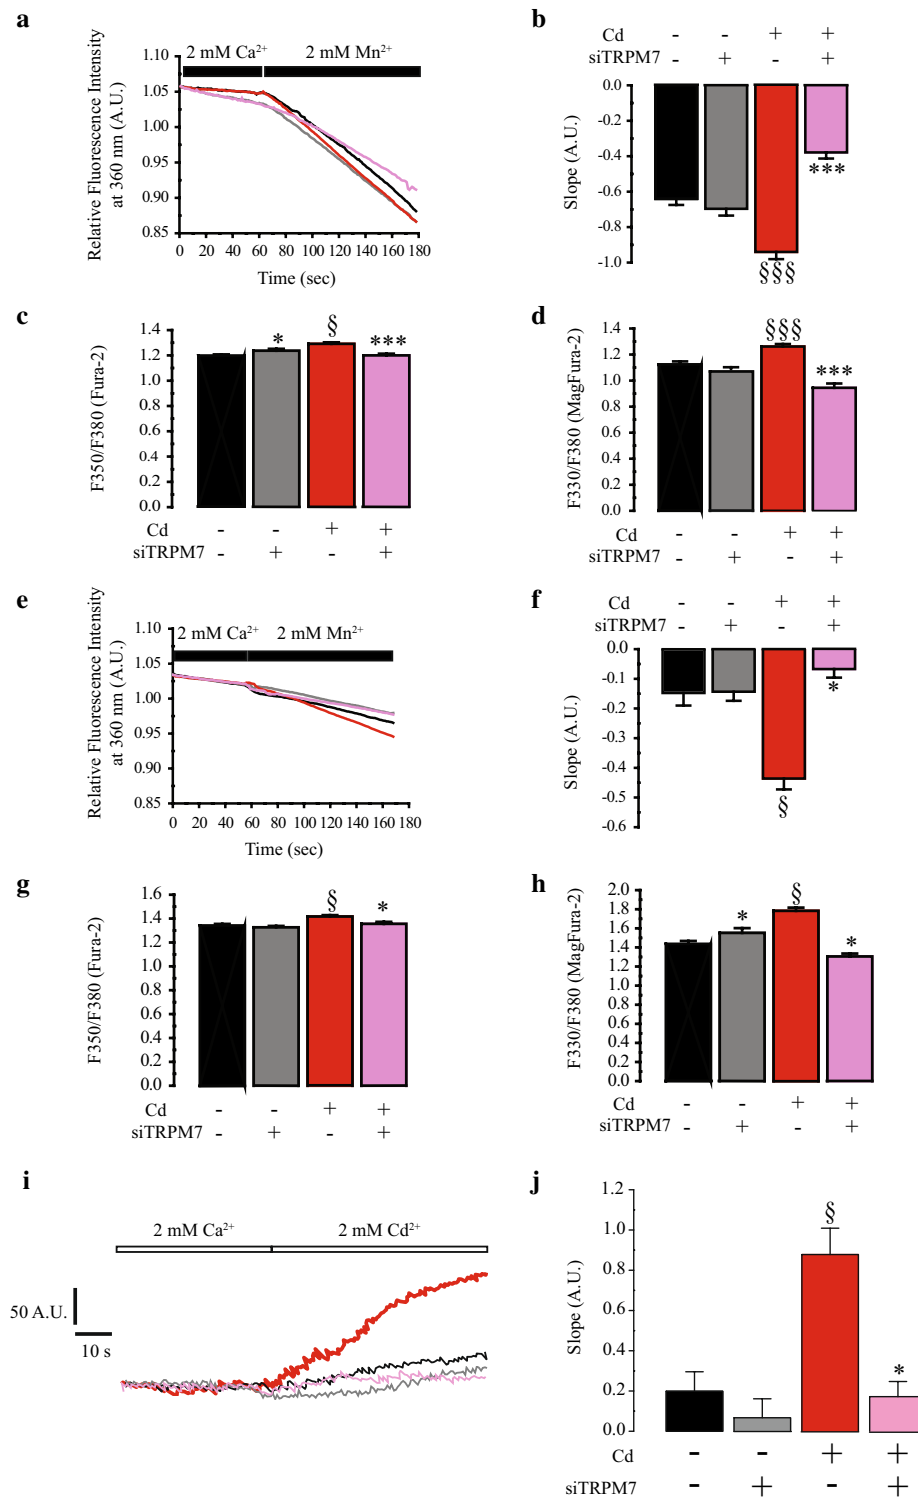 a
2 mM Ca²⁺ 2 mM Mn²⁺
Relative Fluorescence Intensity
at 360 nm (A.U.)
1.10
1.05
1.00
0.95
0.90
0.85
0 20 40 60 80 100 120 140 160 180
Time (sec)
b
Cd - - + +
siTRPM7 - + - +
Slope (A.U.)
0.0
-0.2
-0.4
-0.6
-0.8
-1.0
***
§§§
c
F350/F380 (Fura-2)
1.4
1.2
1.0
0.8
0.6
0.4
0.2
0.0
* § ***
Cd - - + +
siTRPM7 - + - +
d
F330/F380 (MagFura-2)
1.4
1.2
1.0
0.8
0.6
0.4
0.2
0.0
§§§ ***
Cd - - + +
siTRPM7 - + - +
e
2 mM Ca²⁺ 2 mM Mn²⁺
Relative Fluorescence Intensity
at 360 nm (A.U.)
1.10
1.05
1.00
0.95
0.90
0.85
0 20 40 60 80 100 120 140 160 180
Time (sec)
f
Cd - - + +
siTRPM7 - + - +
Slope (A.U.)
0.0
-0.1
-0.2
-0.3
-0.4
-0.5
-0.6
*
§
g
F350/F380 (Fura-2)
1.6
1.4
1.2
1.0
0.8
0.6
0.4
0.2
0.0
§ *
Cd - - + +
siTRPM7 - + - +
h
F330/F380 (MagFura-2)
2.0
1.8
1.6
1.4
1.2
1.0
0.8
0.6
0.4
0.2
0.0
* § *
Cd - - + +
siTRPM7 - + - +
i
2 mM Ca²⁺ 2 mM Cd²⁺
50 A.U.
10 s
j
Slope (A.U.)
1.2
1.0
0.8
0.6
0.4
0.2
0.0
§ *
Cd - - + +
siTRPM7 - + - +